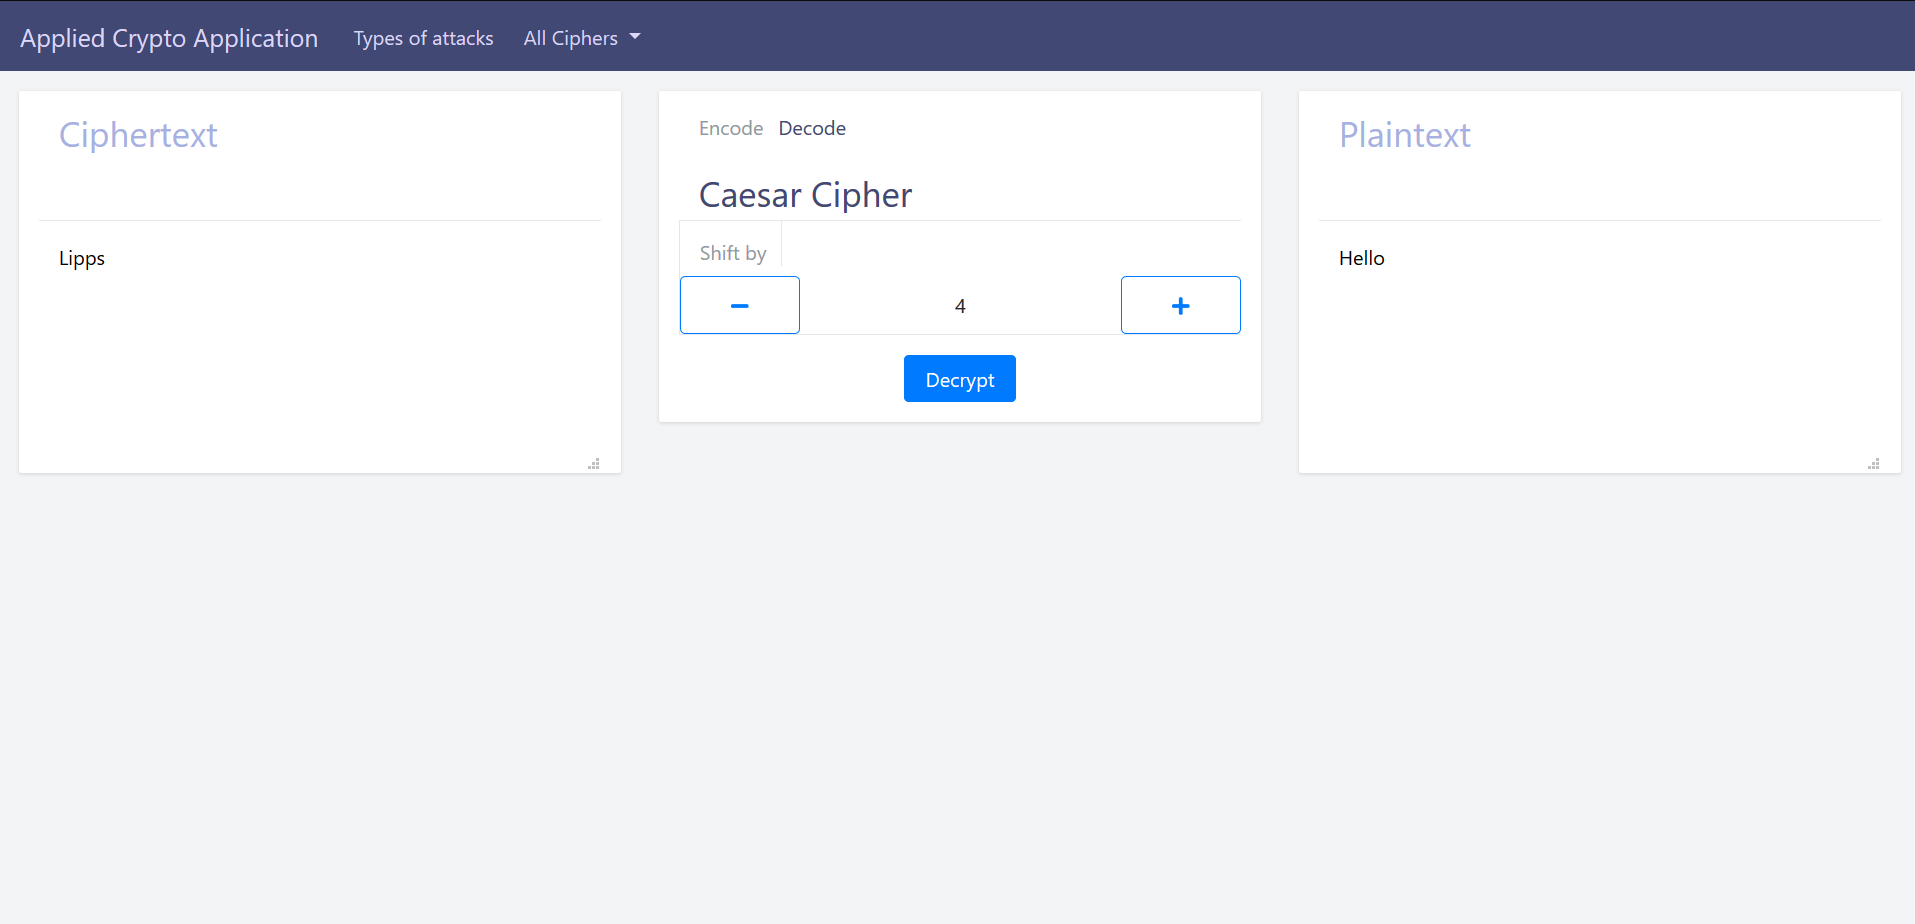 Applied Crypto Application Types of attacks All Ciphers
Ciphertext
Lipps
Encode Decode
Caesar Cipher
Shift by
4
Decrypt
Plaintext
Hello